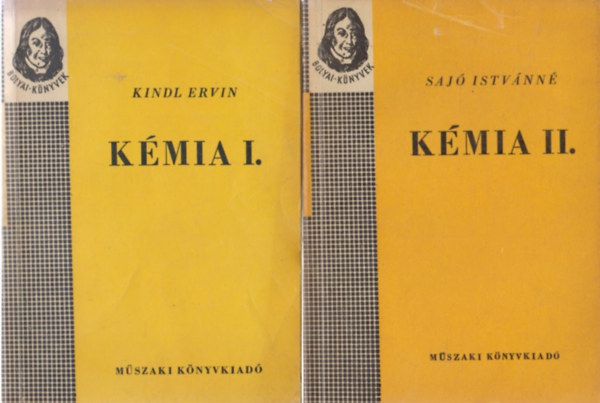 BOLYAI-KÖNYVEK
KINDL ERVIN
KÉMIA I.
MŰSZAKI KÖNYVKIADÓ
BOLYAI-KÖNYVEK
SAJÓ ISTVÁNNÉ
KÉMIA II.
MŰSZAKI KÖNYVKIADÓ